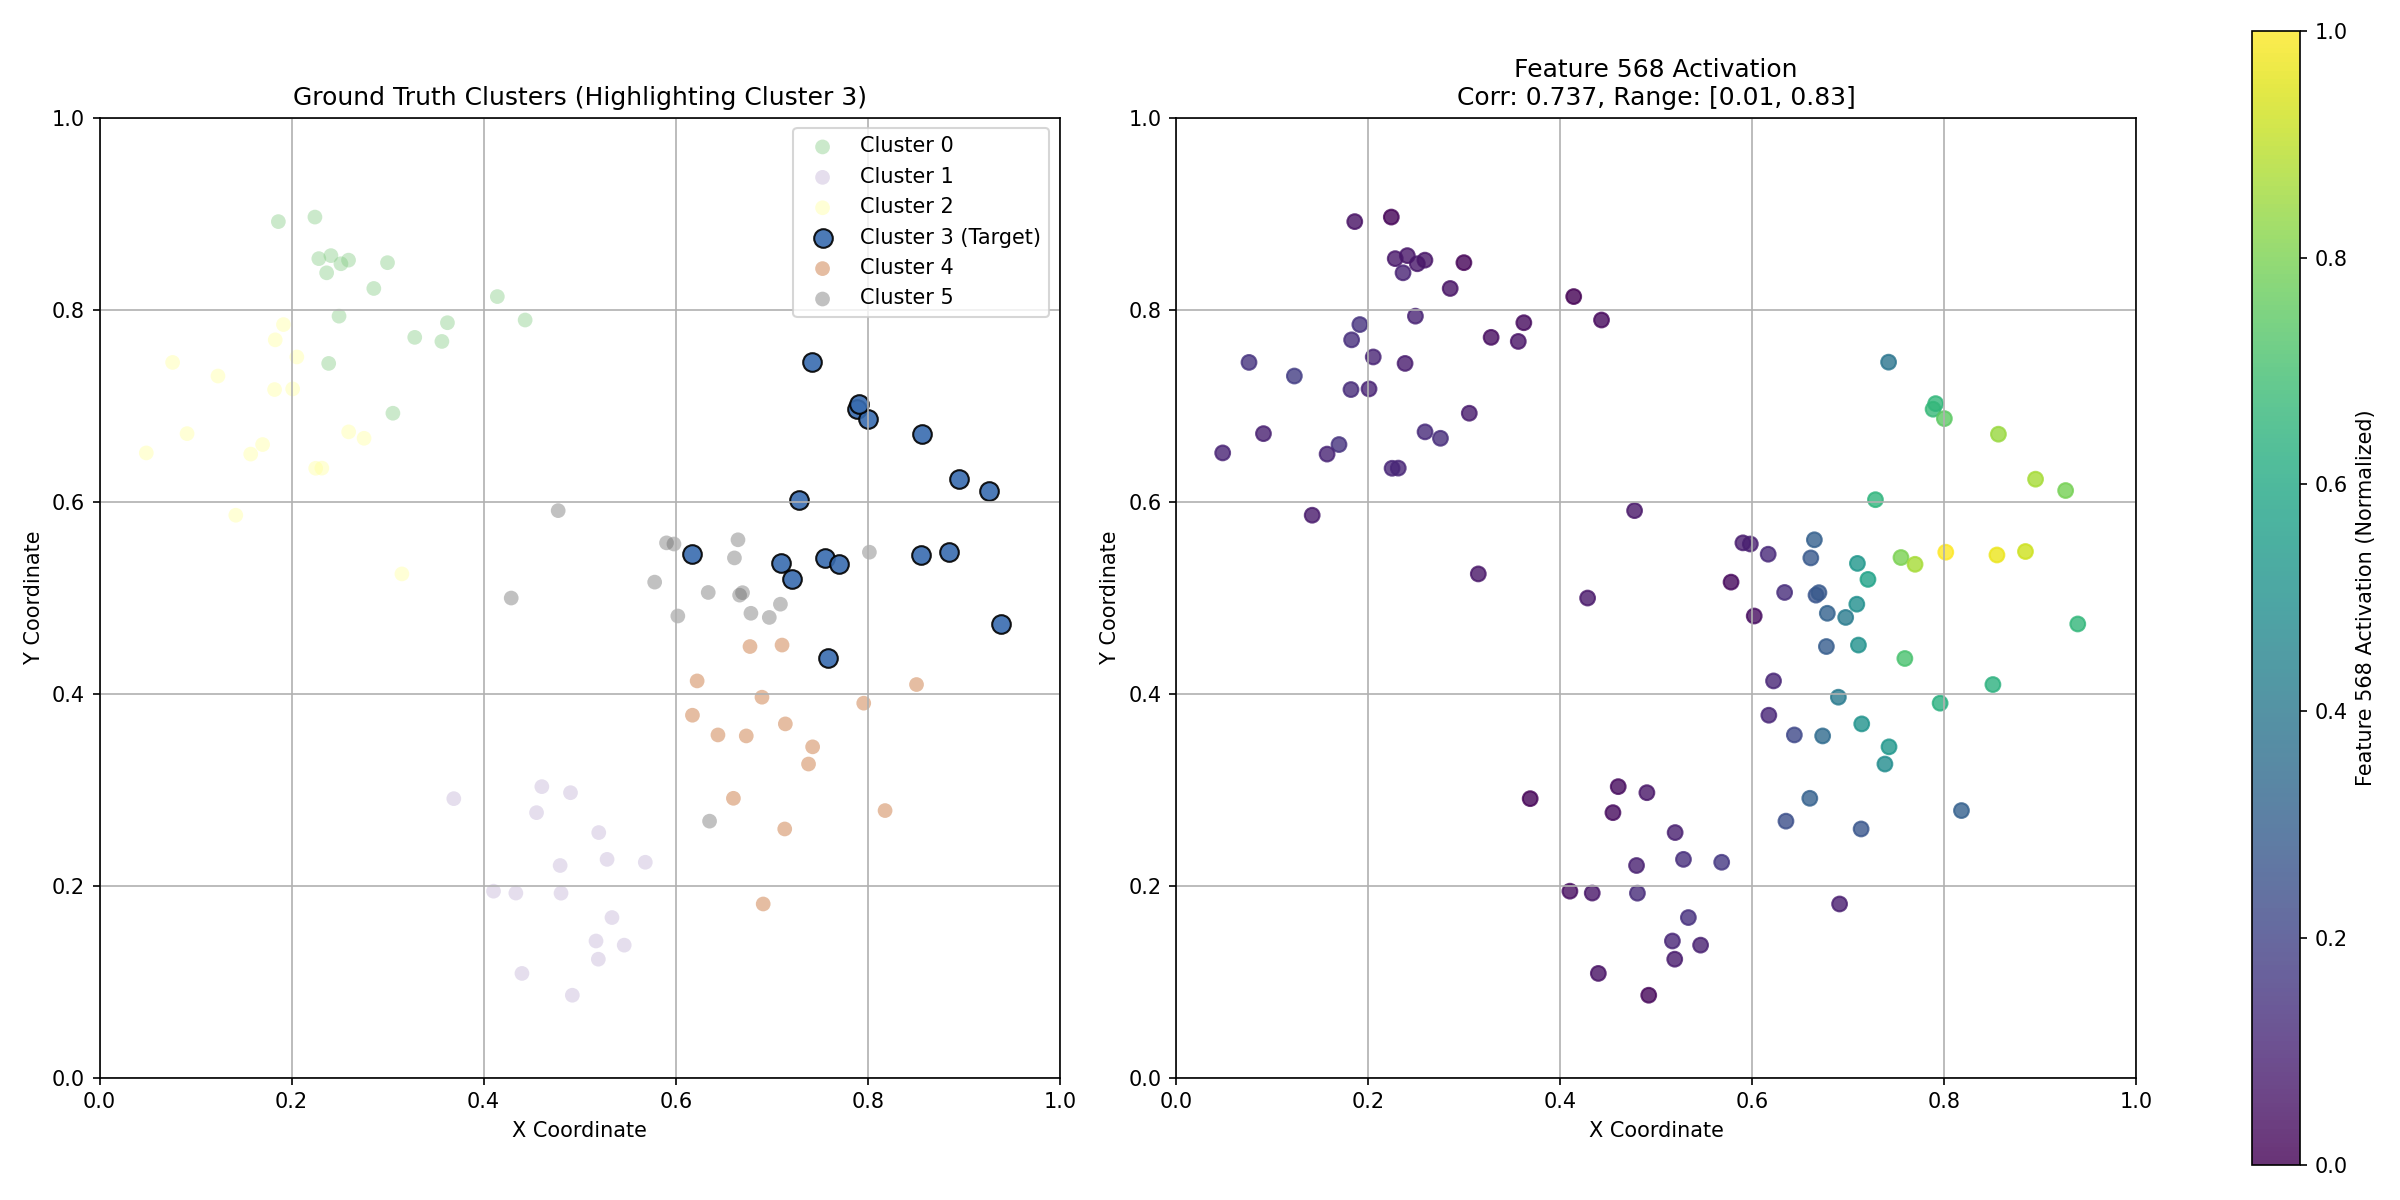 Ground Truth Clusters (Highlighting Cluster 3)
1.0
0.8
0.6
0.4
0.2
0.0
Y Coordinate
0.0 0.2 0.4 0.6 0.8 1.0
X Coordinate
Cluster 0
Cluster 1
Cluster 2
Cluster 3 (Target)
Cluster 4
Cluster 5
Feature 568 Activation
Corr: 0.737, Range: [0.01, 0.83]
1.0
0.8
0.6
0.4
0.2
0.0
Y Coordinate
0.0 0.2 0.4 0.6 0.8 1.0
X Coordinate
1.0
0.8
0.6
0.4
0.2
0.0
Feature 568 Activation (Normalized)